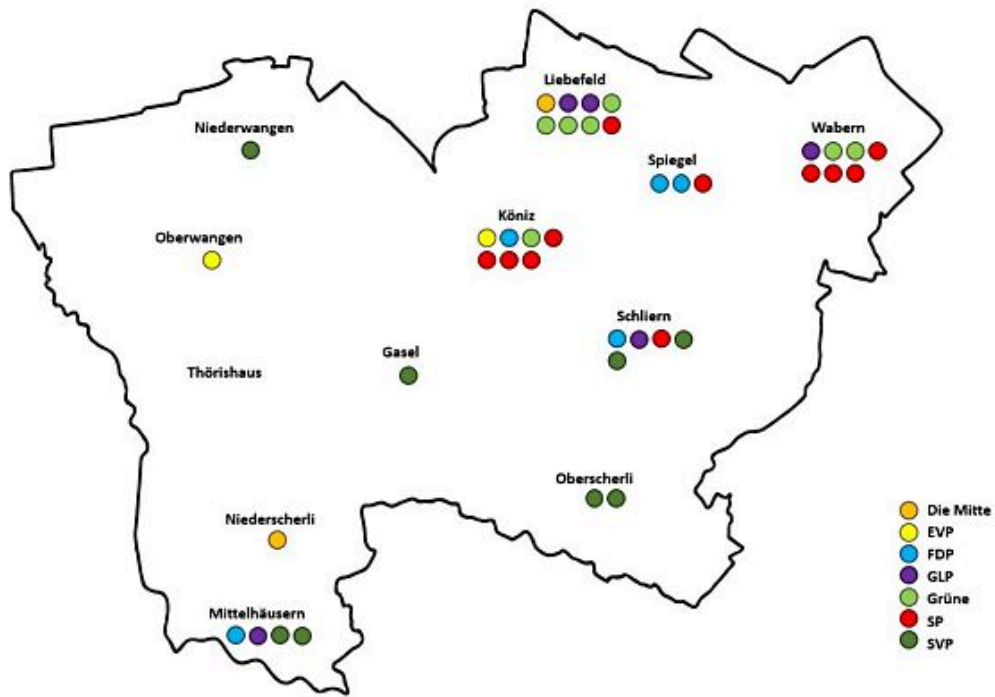 Liebefeld
Niederwangen
Wabern
Spiegel
Köniz
Oberwangen
Schliern
Gasel
Thörishaus
Oberscherli
Niederscherli
Mittelhäusern
Die Mitte
EVP
FDP
GLP
Grüne
SP
SVP